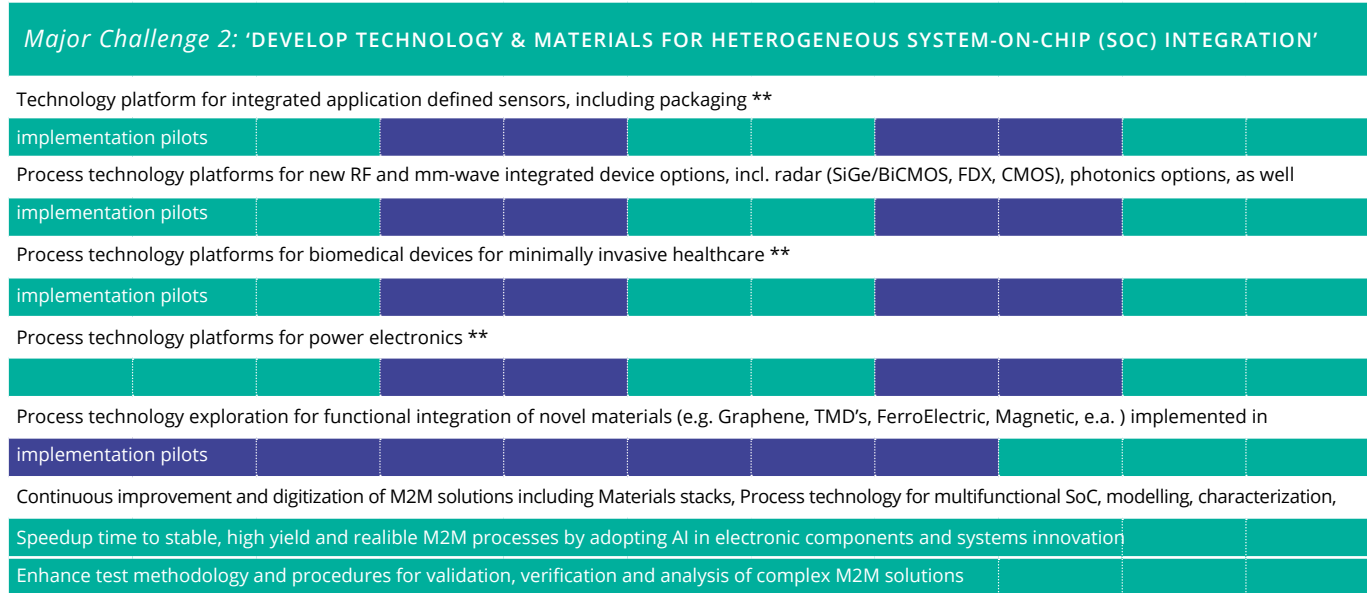 Major Challenge 2: ‘DEVELOP TECHNOLOGY & MATERIALS FOR HETEROGENEOUS SYSTEM-ON-CHIP (SOC) INTEGRATION’
Technology platform for integrated application defined sensors, including packaging **
implementation pilots
Process technology platforms for new RF and mm-wave integrated device options, incl. radar (SiGe/BiCMOS, FDX, CMOS), photonics options, as well
implementation pilots
Process technology platforms for biomedical devices for minimally invasive healthcare **
implementation pilots
Process technology platforms for power electronics **
Process technology exploration for functional integration of novel materials (e.g. Graphene, TMD’s, FerroElectric, Magnetic, e.a. ) implemented in
implementation pilots
Continuous improvement and digitization of M2M solutions including Materials stacks, Process technology for multifunctional SoC, modelling, characterization,
Speedup time to stable, high yield and realible M2M processes by adopting AI in electronic components and systems innovation
Enhance test methodology and procedures for validation, verification and analysis of complex M2M solutions